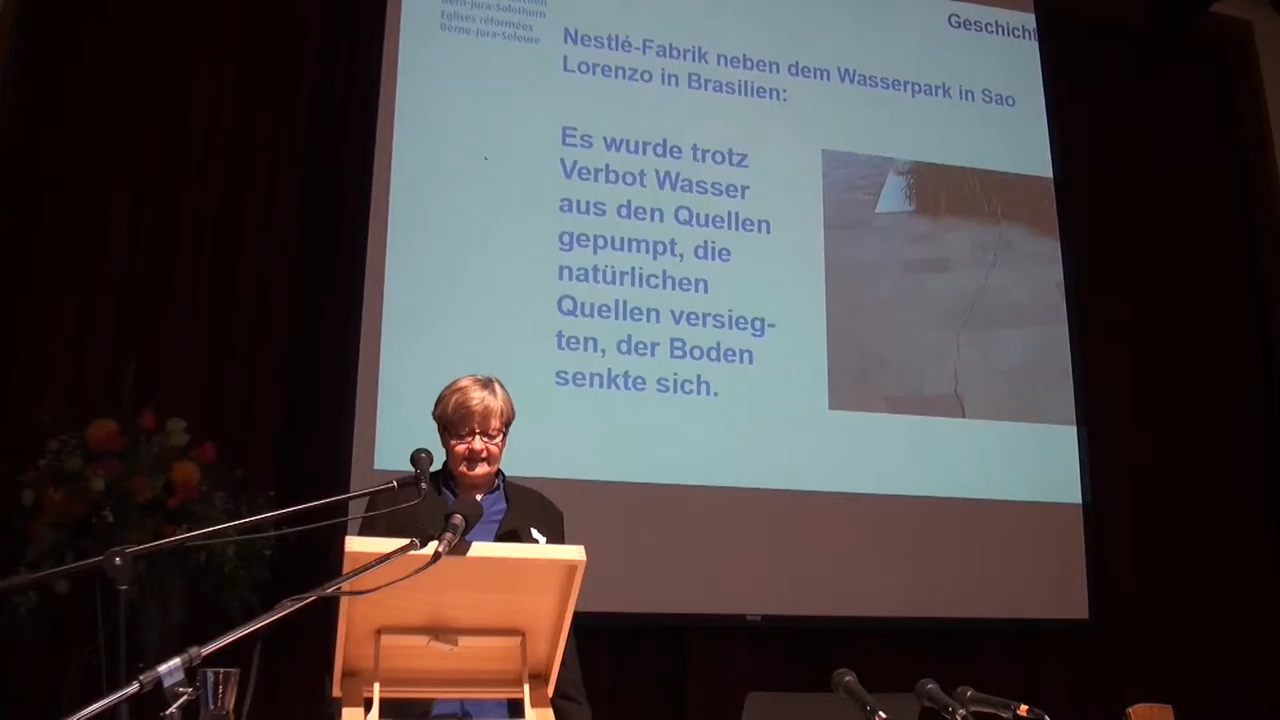 Bern-Jura-Solothurn
Eglises réformées
Berne-Jura-Soleure
Geschicht
Nestlé-Fabrik neben dem Wasserpark in Sao
Lorenzo in Brasilien:
Es wurde trotz
Verbot Wasser
aus den Quellen
gepumpt, die
natürlichen
Quellen versieg-
ten, der Boden
senkte sich.